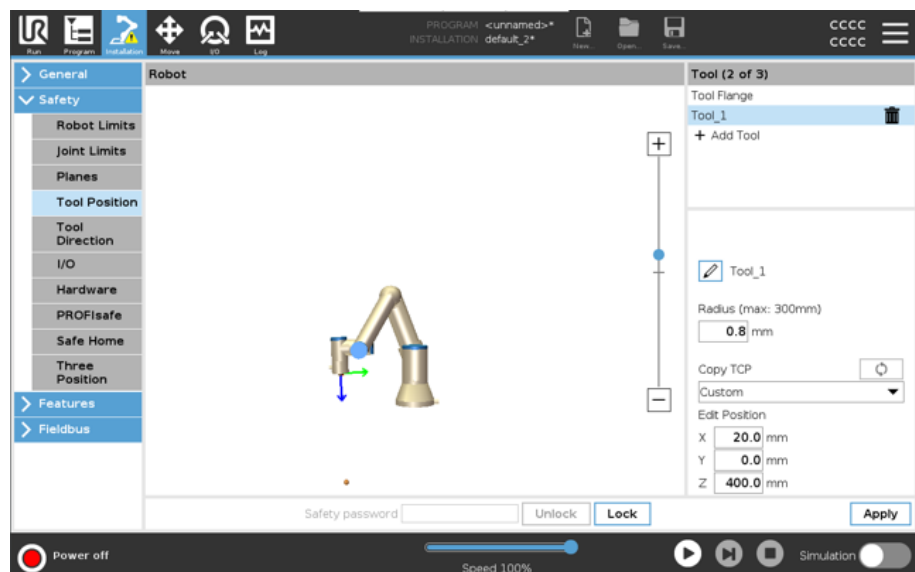 UR
PROGRAM <unnamed>*
INSTALLATION default_2*
Run Program Installation Move I/O Log New... Open... Save...
CCCC
CCCC
General
Safety
Robot Limits
Joint Limits
Planes
Tool Position
Tool
Direction
I/O
Hardware
PROFIsafe
Safe Home
Three
Position
Features
Fieldbus
Robot
Tool (2 of 3)
Tool Flange
Tool_1
+ Add Tool
Tool_1
Radius (max: 300mm)
0.8 mm
Copy TCP
Custom
Edit Position
X 20.0 mm
Y 0.0 mm
Z 400.0 mm
Safety password Unlock Lock Apply
Power off
Speed 100%
Simulation